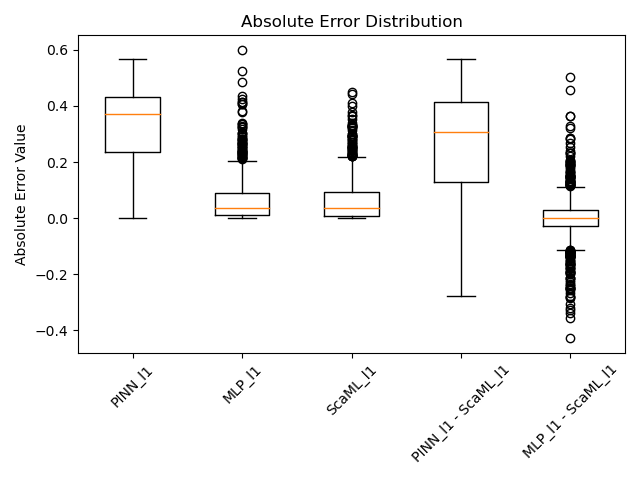 Absolute Error Distribution
Absolute Error Value
0.6
0.4
0.2
0.0
−0.2
−0.4
PINN_l1
MLP_l1
ScaML_l1
PINN_l1 - ScaML_l1
MLP_l1 - ScaML_l1